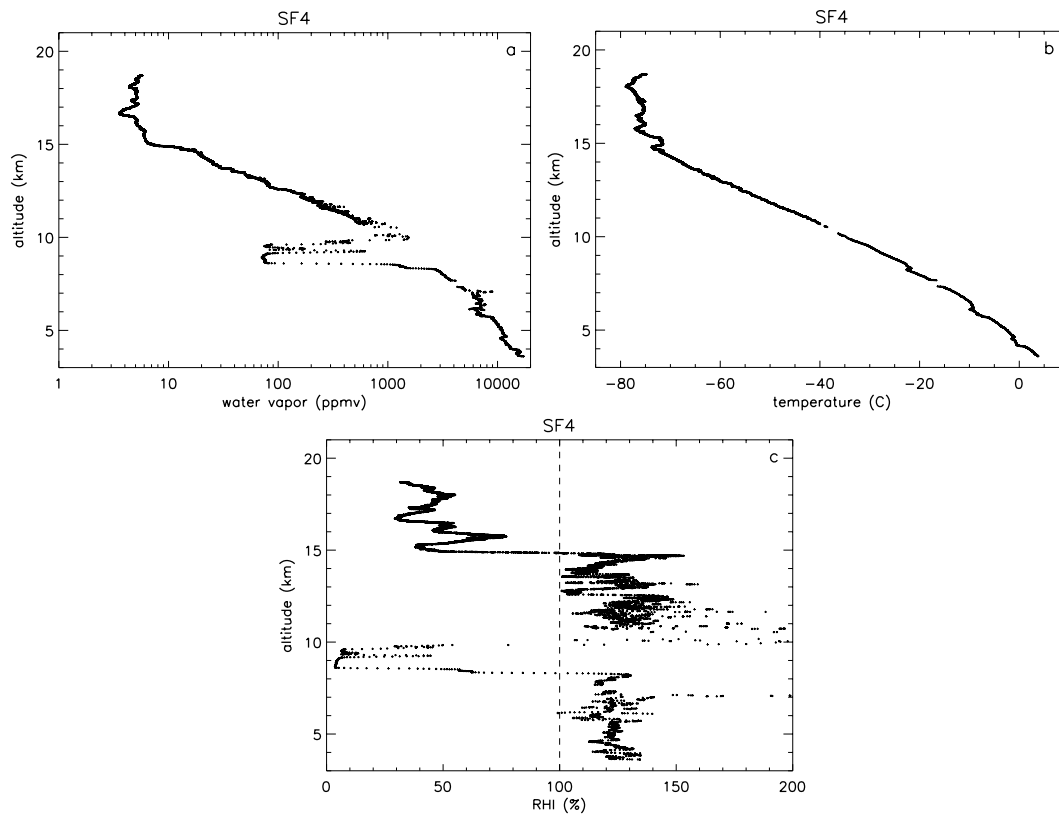 SF4
a
20
15
10
5
altitude (km)
1 10 100 1000 10000
water vapor (ppmv)
SF4
b
20
15
10
5
altitude (km)
−80 −60 −40 −20 0
temperature (C)
SF4
c
20
15
10
5
altitude (km)
0 50 100 150 200
RHI (%)